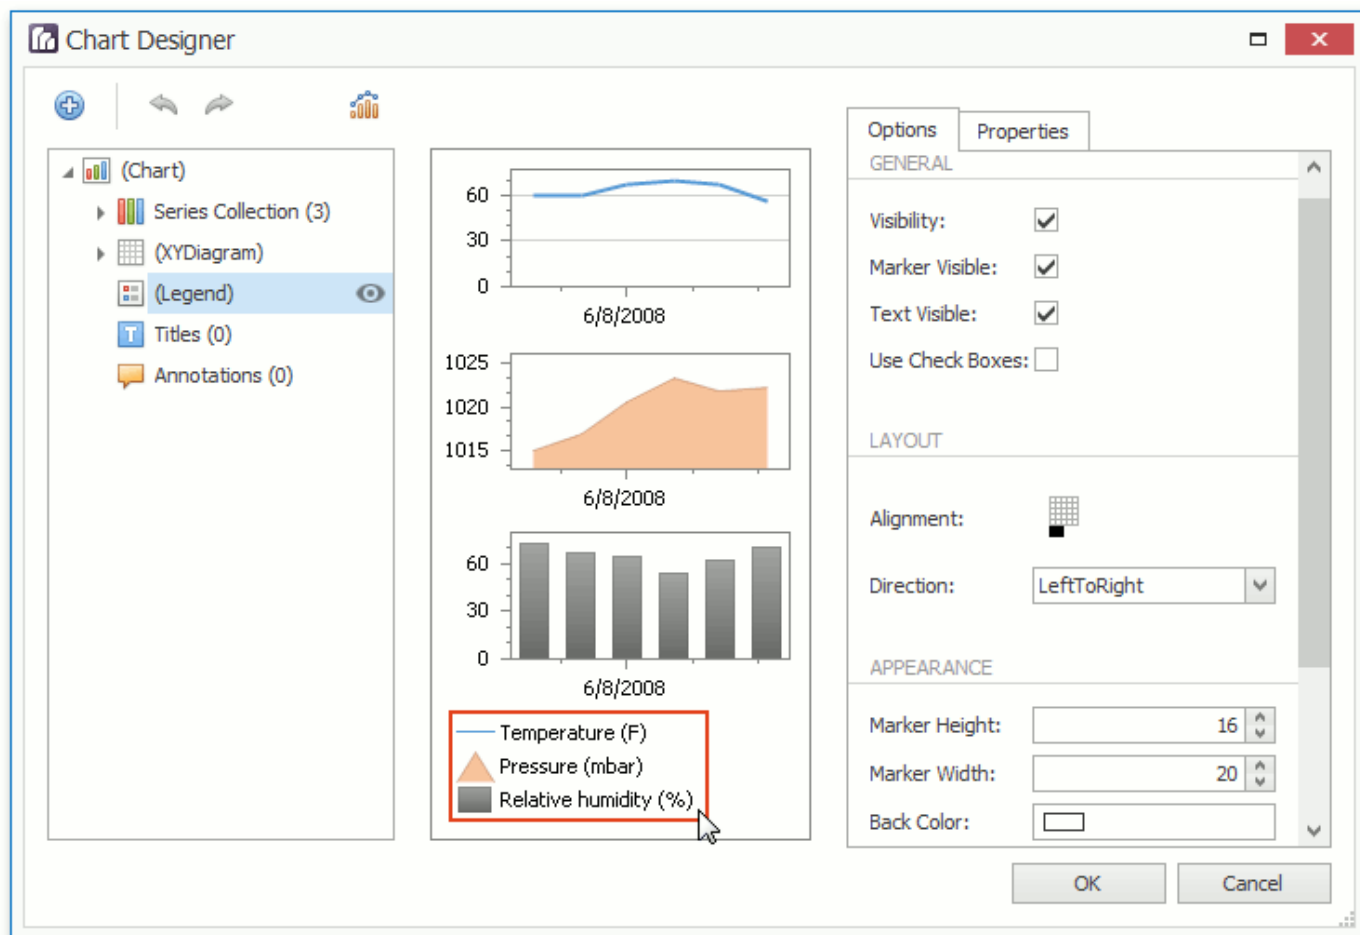 Chart Designer
(Chart)
Series Collection (3)
(XYDiagram)
(Legend)
Titles (0)
Annotations (0)
60
30
0
6/8/2008
1025
1020
1015
6/8/2008
60
30
0
6/8/2008
Temperature (F)
Pressure (mbar)
Relative humidity (%)
Options
Properties
GENERAL
Visibility:
Marker Visible:
Text Visible:
Use Check Boxes:
LAYOUT
Alignment:
Direction: LeftToRight
APPEARANCE
Marker Height: 16
Marker Width: 20
Back Color:
OK
Cancel